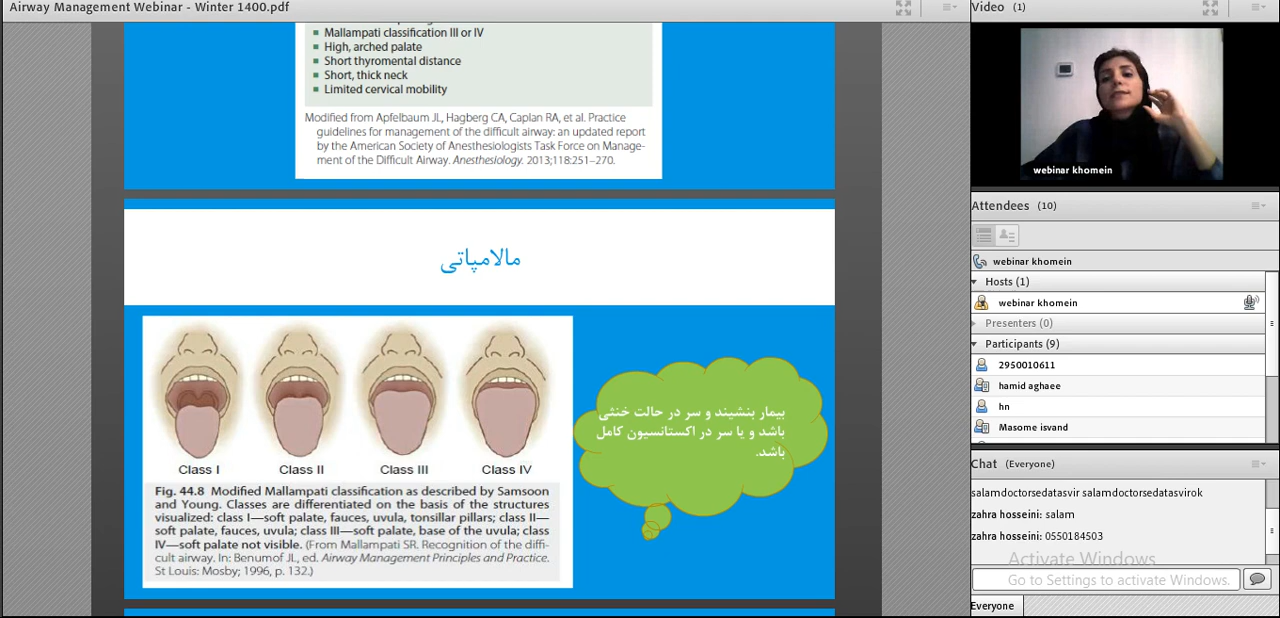 Airway Management Webinar - Winter 1400.pdf
Mallampati classification III or IV
High, arched palate
Short thyromental distance
Short, thick neck
Limited cervical mobility
Modified from Apfelbaum JL, Hagberg CA, Caplan RA, et al. Practice
guidelines for management of the difficult airway: an updated report
by the American Society of Anesthesiologists Task Force on Manage-
ment of the Difficult Airway. Anesthesiology. 2013;118:251–270.
مالامپاتی
Class I Class II Class III Class IV
Fig. 44.8 Modified Mallampati classification as described by Samsoon
and Young. Classes are differentiated on the basis of the structures
visualized: class I—soft palate, fauces, uvula, tonsillar pillars; class II—
soft palate, fauces, uvula; class III—soft palate, base of the uvula; class
IV—soft palate not visible. (From Mallampati SR. Recognition of the diffi-
cult airway. In: Benumof JL, ed. Airway Management Principles and Practice.
St Louis: Mosby; 1996, p. 132.)
بیمار بنشیند و سر در حالت خنثی
باشد و یا سر در اکستانسیون کامل
باشد.
Video (1)
webinar khomein
Attendees (10)
webinar khomein
Hosts (1)
webinar khomein
Presenters (0)
Participants (9)
2950010611
hamid aghaee
hn
Masome isvand
Chat (Everyone)
salamdoctorsedatasvir salamdoctorsedatasvirok
zahra hosseini: salam
zahra hosseini: 0550184503
Activate Windows
Go to Settings to activate Windows.
Everyone